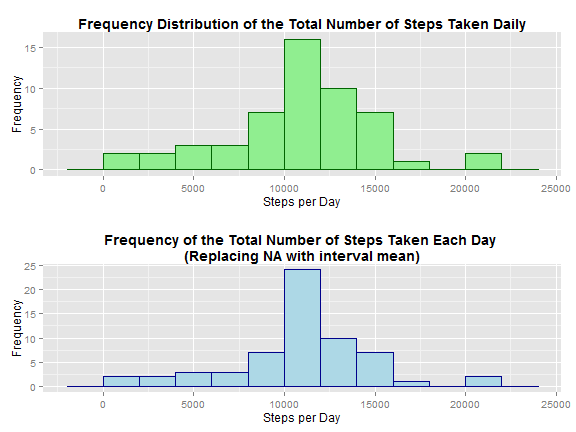 Frequency Distribution of the Total Number of Steps Taken Daily
15
10
5
0
Frequency
0 5000 10000 15000 20000 25000
Steps per Day
Frequency of the Total Number of Steps Taken Each Day
(Replacing NA with interval mean)
25
20
15
10
5
0
Frequency
0 5000 10000 15000 20000 25000
Steps per Day